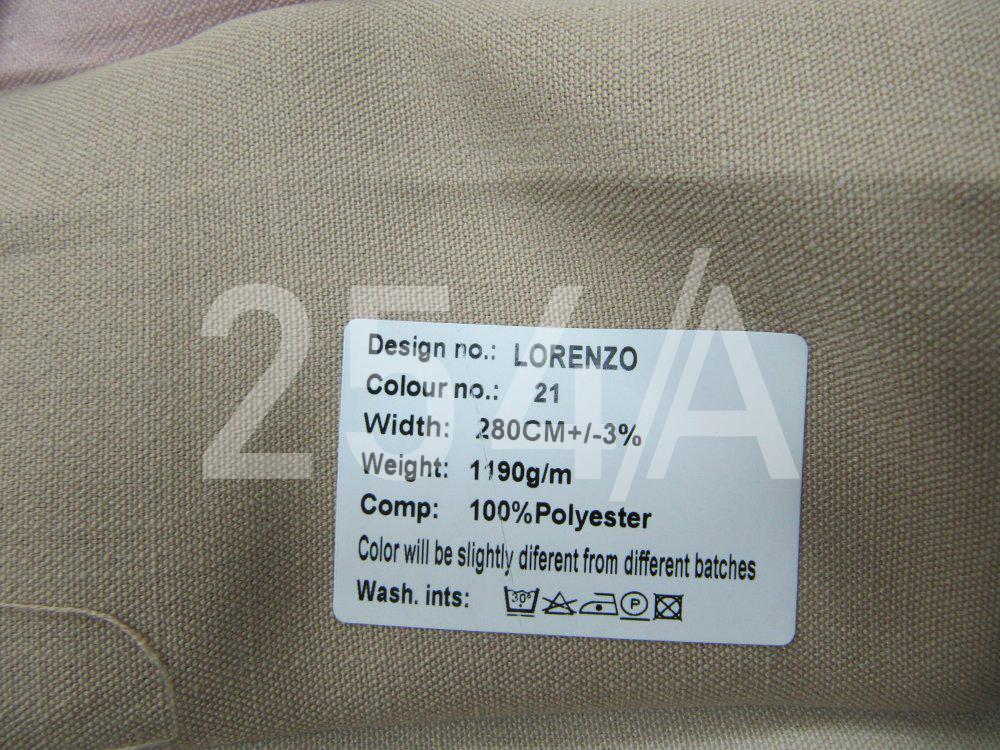 254/A
Design no.: LORENZO
Colour no.: 21
Width: 280CM+/-3%
Weight: 1190g/m
Comp: 100%Polyester
Color will be slightly diferent from different batches
Wash. ints: 30° P